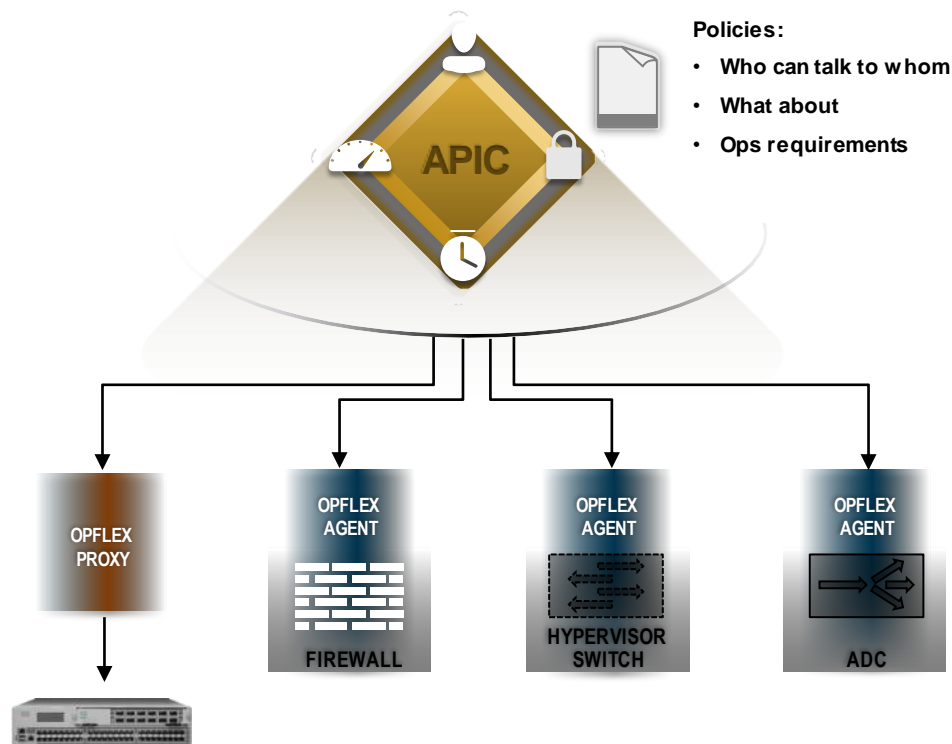 Policies:
• Who can talk to whom
• What about
• Ops requirements
APIC
OPFLEX
PROXY
OPFLEX
AGENT
FIREWALL
OPFLEX
AGENT
HYPERVISOR
SWITCH
OPFLEX
AGENT
ADC